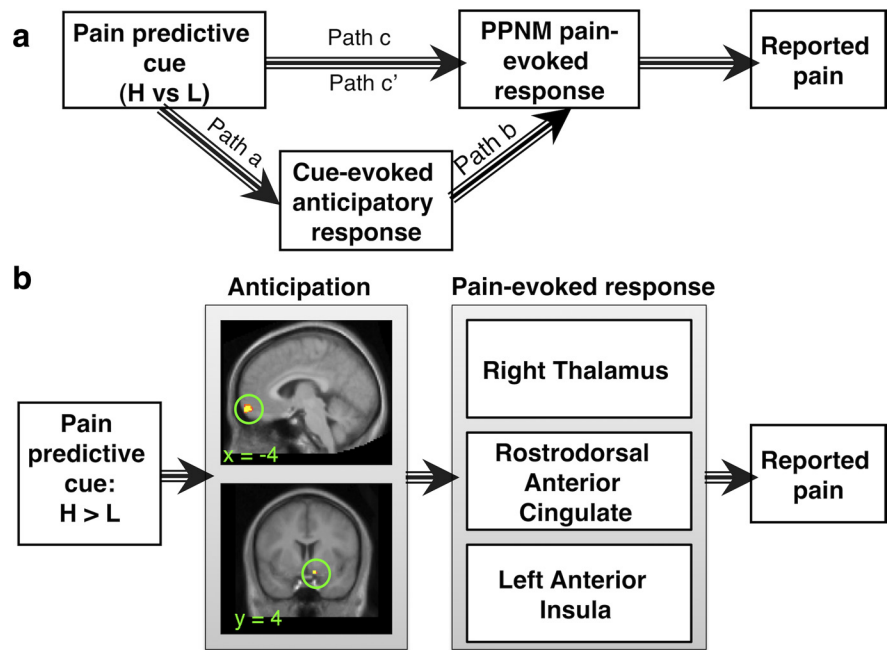 a
Pain predictive
cue
(H vs L)
Path c
Path c’
PPNM pain-
evoked
response
Reported
pain
Path a
Path b
Cue-evoked
anticipatory
response
b
Anticipation
Pain-evoked response
Pain
predictive
cue:
H > L
x = -4
y = 4
Right Thalamus
Rostrodorsal
Anterior
Cingulate
Left Anterior
Insula
Reported
pain